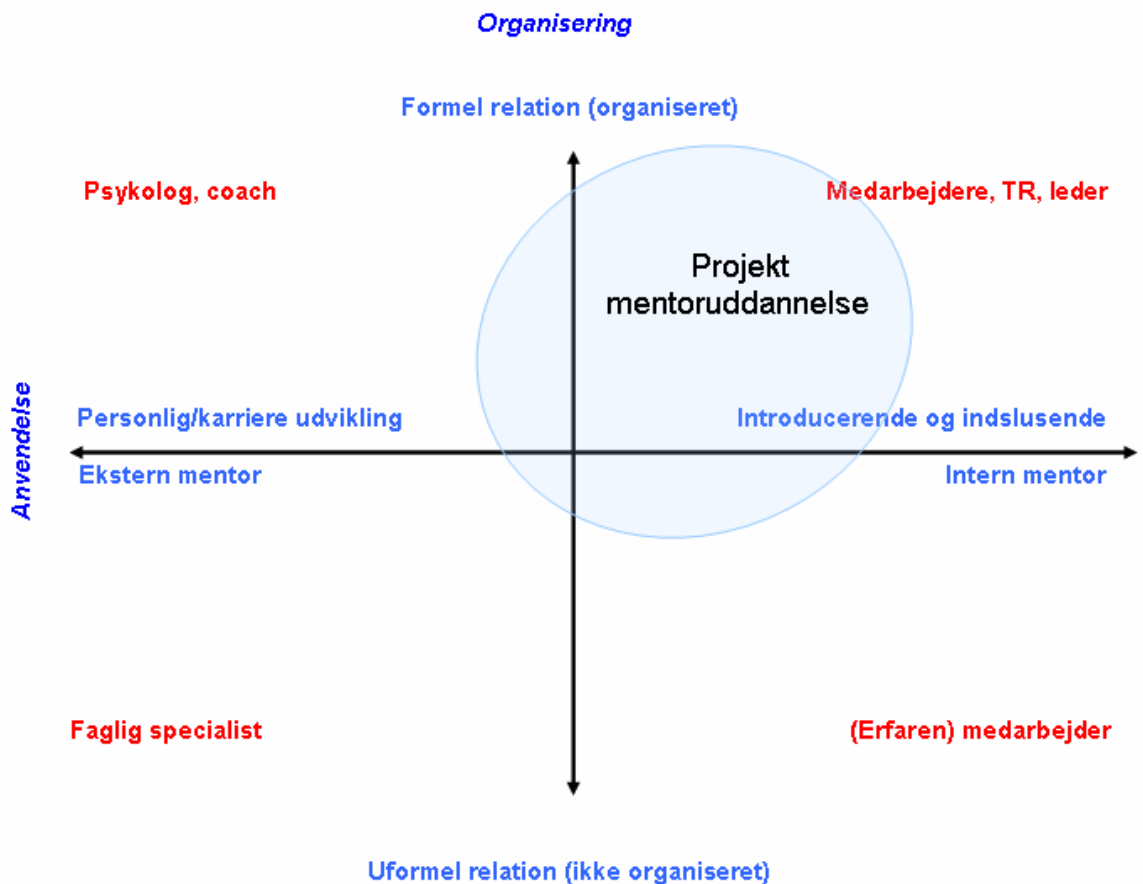 Organisering
Formel relation (organiseret)
Psykolog, coach
Medarbejdere, TR, leder
Projekt
mentoruddannelse
Anvendelse
Personlig/karriere udvikling
Introducerende og indslusende
Ekstern mentor
Intern mentor
Faglig specialist
(Erfaren) medarbejder
Uformel relation (ikke organiseret)